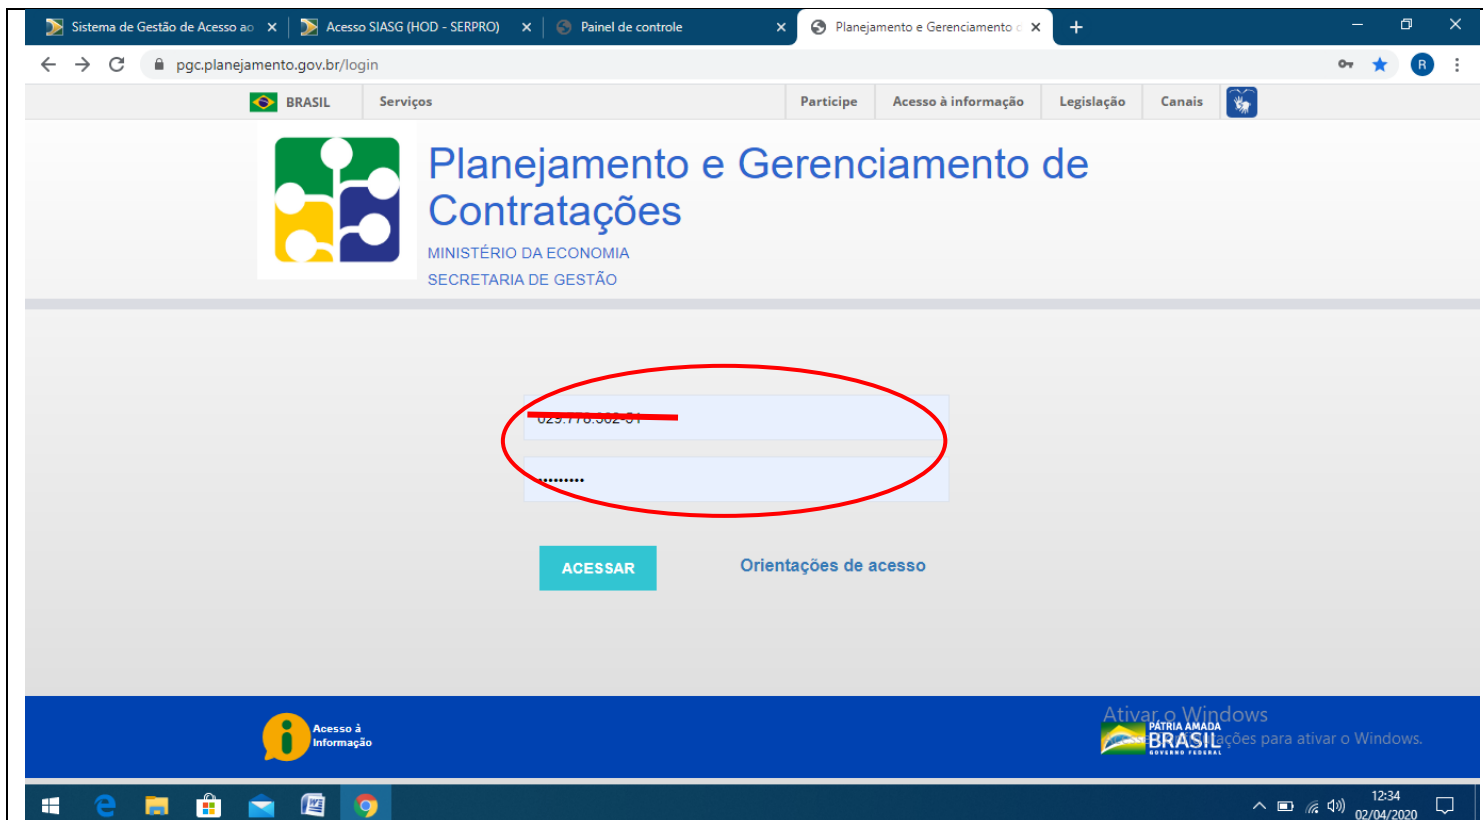 Sistema de Gestão de Acesso ao
Acesso SIASG (HOD - SERPRO)
Painel de controle
Planejamento e Gerenciamento
pgc.planejamento.gov.br/login
R
BRASIL
Serviços
Participe
Acesso à informação
Legislação
Canais
Planejamento e Gerenciamento de
Contratações
MINISTÉRIO DA ECONOMIA
SECRETARIA DE GESTÃO
ACESSAR
Orientações de acesso
Acesso à
Informação
Ativar o Windows
PÁTRIA AMADA
BRASIL
para ativar o Windows.
GOVERNO FEDERAL
12:34
02/04/2020